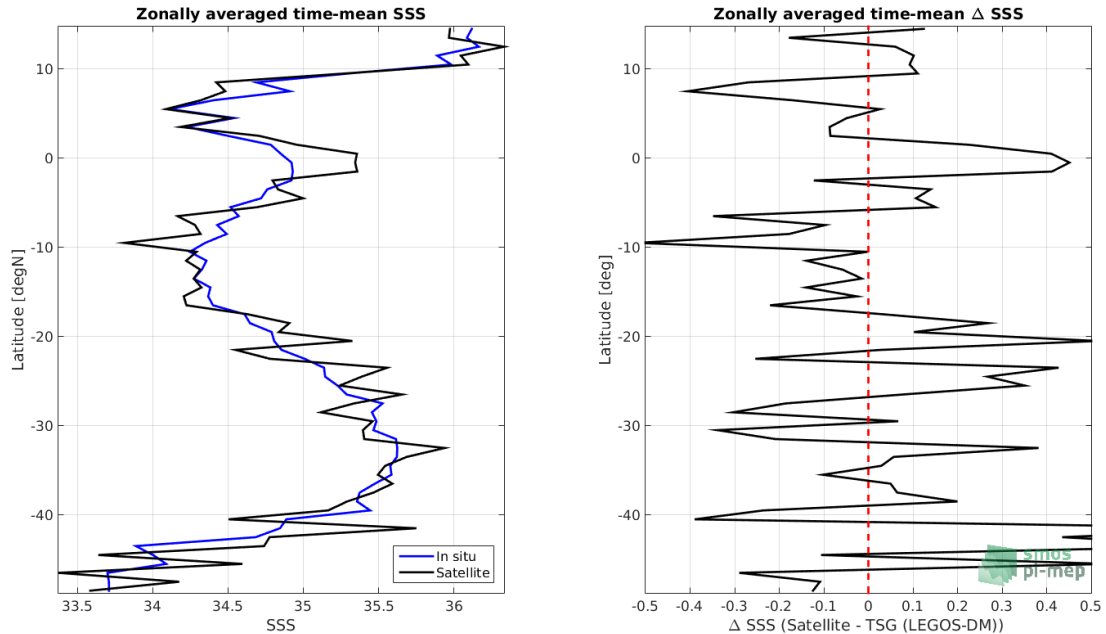 Zonally averaged time-mean SSS
10
0
-10
-20
-30
-40
Latitude [degN]
33.5
34
34.5
35
35.5
36
SSS
In situ
Satellite
Zonally averaged time-mean Δ SSS
10
0
-10
-20
-30
-40
Latitude [deg]
-0.5
-0.4
-0.3
-0.2
-0.1
0
0.1
0.2
0.3
0.4
0.5
Δ SSS (Satellite - TSG (LEGOS-DM))
smos
pi-mep